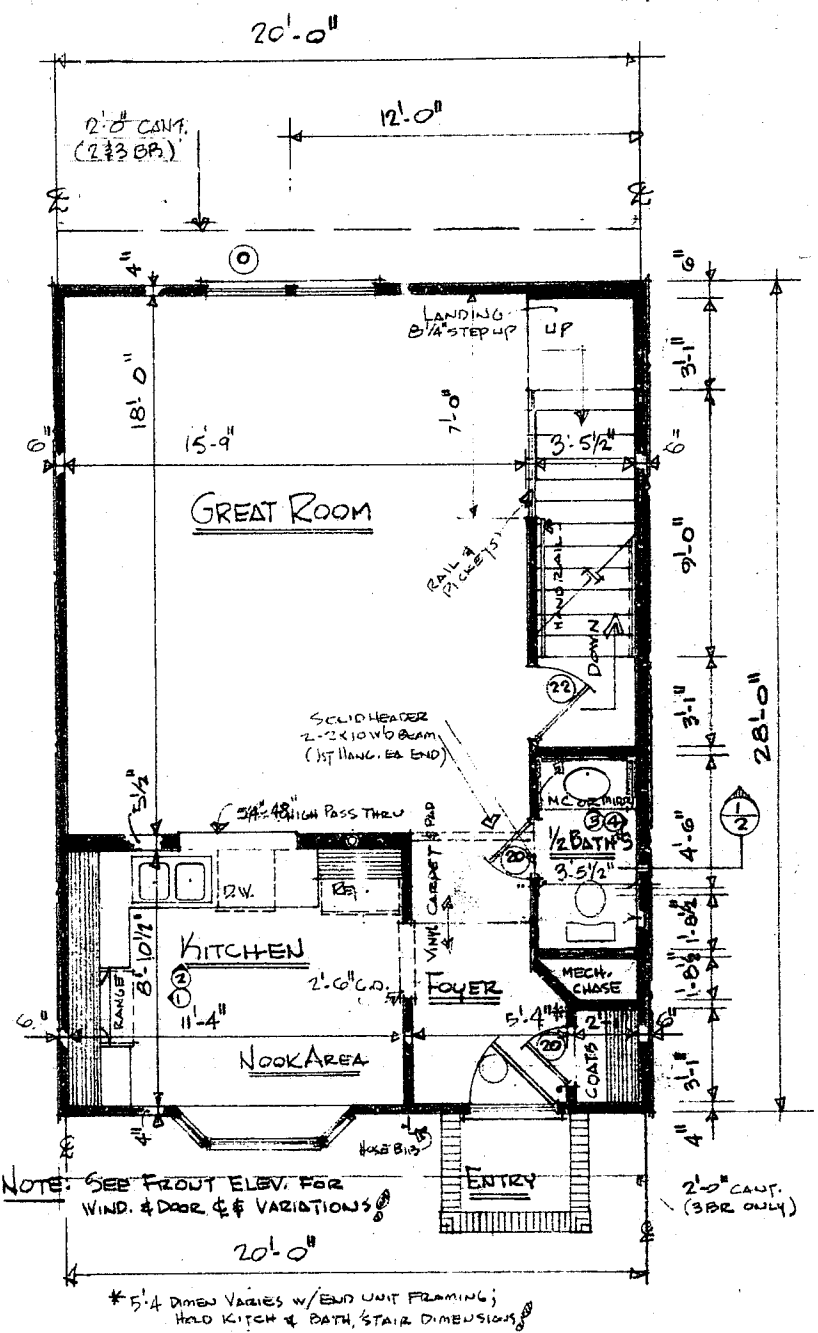 20'-0"
12'-0"
2'-0" CANT.
(2&3 BR)
4"
6"
LANDING
8 1/4" STEP UP
UP
18'-0"
7'-0"
3'-1"
6"
15'-9"
3'-5 1/2"
6"
GREAT ROOM
RAIL &
PICKETS
HANDRAIL
9'-0"
DOWN
22
3'-1"
28'-0"
SOLID HEADER
2-2x10 WD BEAM
(JST HANG. EA END)
5 1/2"
48" HIGH PASS THRU
VINYL CARPET & PAD
M.C.
3 4
1/2 BATH'S
3'-5 1/2"
20
4'-6"
1
2
D.W.
REF.
KITCHEN
8'-10 1/2"
RANGE
1 2
2'-6" C.O.
FOYER
1'-8 1/2"
MECH.
CHASE
1'-8 1/2"
6"
11'-4"
5'-4"*
2'-1"
6"
NOOK AREA
20
COATS
3'-1"
4"
4"
HOSE BIB
NOTE: SEE FRONT ELEV. FOR
WIND. & DOOR & VARIATIONS!
ENTRY
2'-0" CANT.
(3BR ONLY)
20'-0"
* 5'-4 DIMEN VARIES W/END UNIT FRAMING;
HOLD KITCH & BATH, STAIR DIMENSIONS!